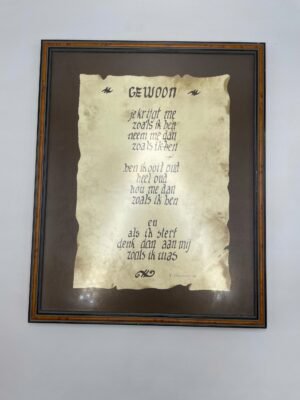 GEWOON
je krijgt me
zoals ik ben
neem me dan
zoals ik ben
ben ik ooit oud
heel oud
hou me dan
zoals ik ben
en
als ik sterf
denk dan aan mij
zoals ik was